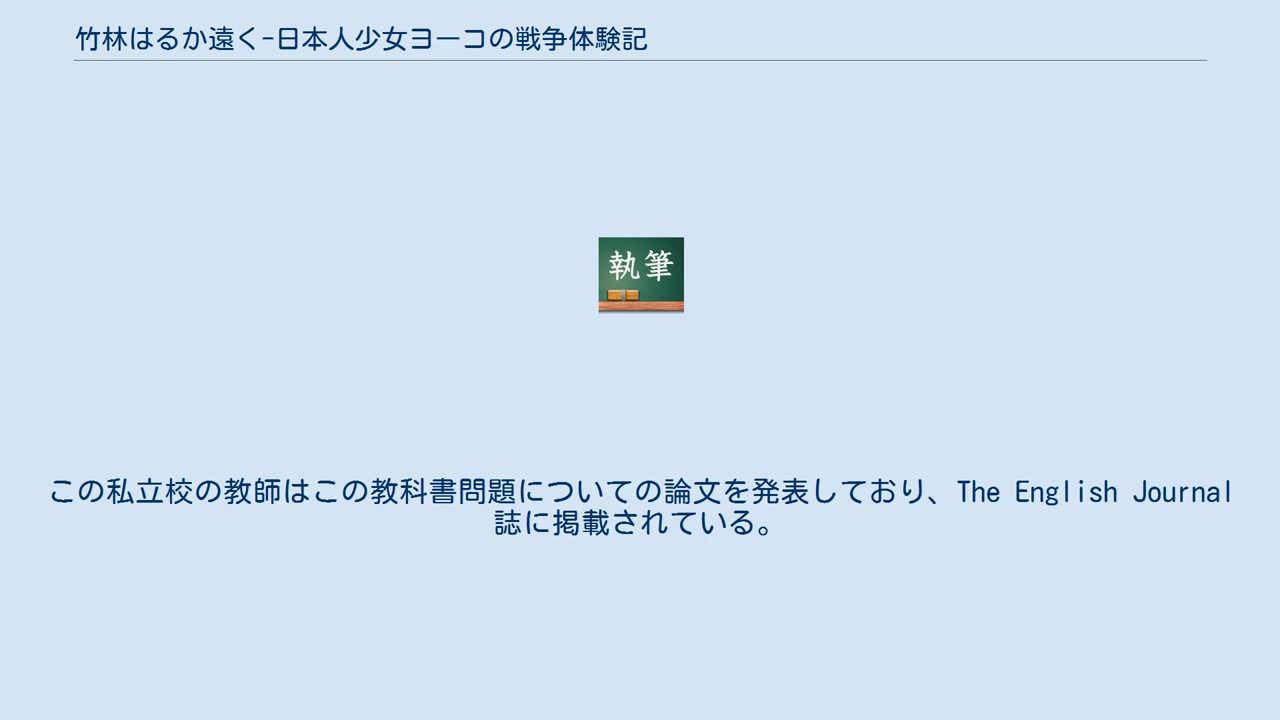 竹林はるか遠く-日本人少女ヨーコの戦争体験記
執筆
この私立校の教師はこの教科書問題についての論文を発表しており、The English Journal
誌に掲載されている。